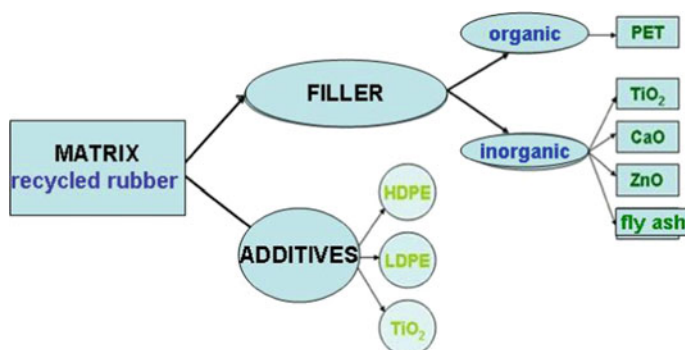 organic
PET
FILLER
TiO₂
MATRIX
recycled rubber
inorganic
CaO
ZnO
fly ash
HDPE
ADDITIVES
LDPE
TiO₂